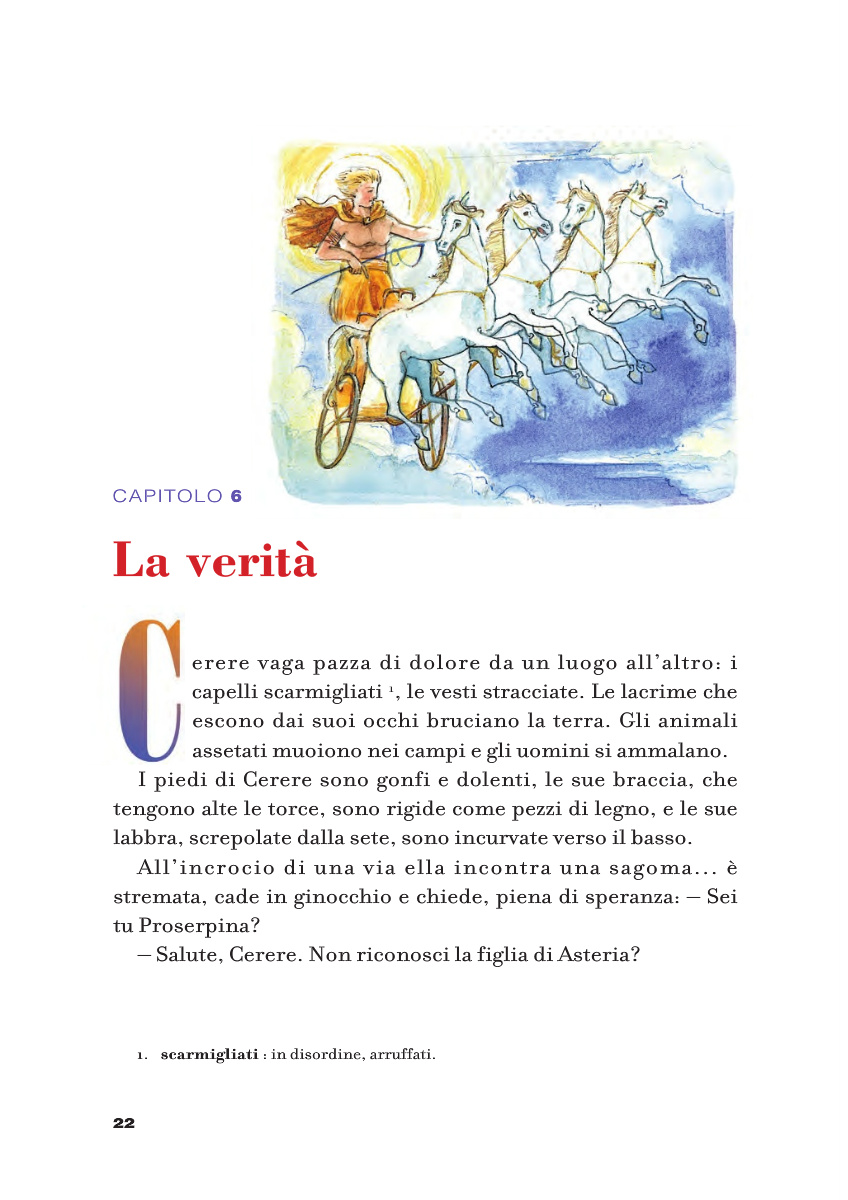 CAPITOLO 6
La verità
Cerere vaga pazza di dolore da un luogo all’altro: i
capelli scarmigliati ¹, le vesti stracciate. Le lacrime che
escono dai suoi occhi bruciano la terra. Gli animali
assetati muoiono nei campi e gli uomini si ammalano.
I piedi di Cerere sono gonfi e dolenti, le sue braccia, che
tengono alte le torce, sono rigide come pezzi di legno, e le sue
labbra, screpolate dalla sete, sono incurvate verso il basso.
All’incrocio di una via ella incontra una sagoma... è
stremata, cade in ginocchio e chiede, piena di speranza: — Sei
tu Proserpina?
— Salute, Cerere. Non riconosci la figlia di Asteria?
1. scarmigliati : in disordine, arruffati.
22